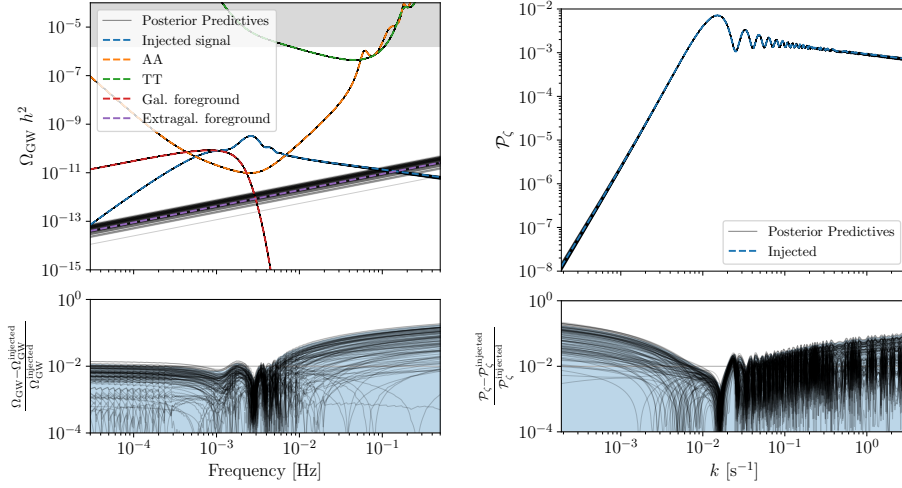 10^{-4}
10^{-7}
10^{-9}
10^{-11}
10^{-13}
10^{-15}
Ω_GW h^2
Posterior Predictives
Injected signal
AA
TT
Gal. foreground
Extragal. foreground
10^{-2}
10^{-3}
10^{-4}
10^{-5}
10^{-6}
10^{-7}
10^{-8}
𝒫_ζ
Posterior Predictives
Injected
10^0
10^{-2}
10^{-4}
Ω_GW−Ω_GW^injected
Ω_GW^injected
10^{-4} 10^{-3} 10^{-2} 10^{-1}
Frequency [Hz]
10^0
10^{-2}
10^{-4}
𝒫_ζ−𝒫_ζ^injected
𝒫_ζ^injected
10^{-3} 10^{-2} 10^{-1} 10^0
k [s^{-1}]